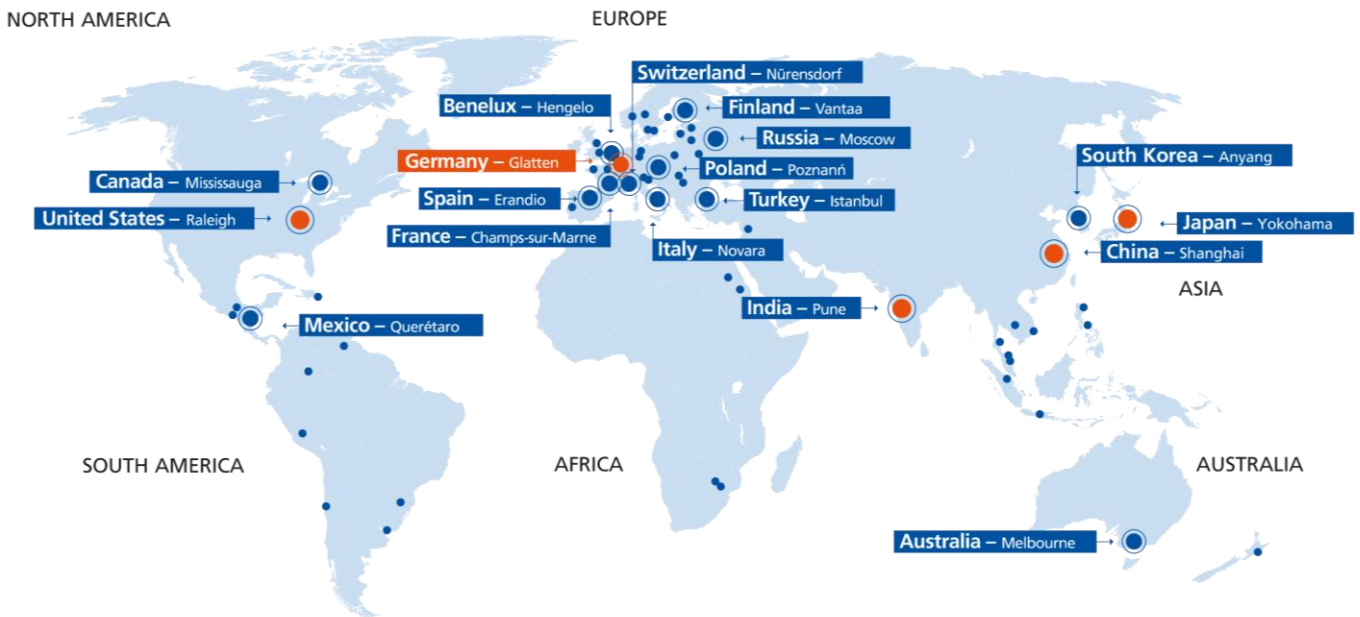 NORTH AMERICA
EUROPE
Switzerland – Nürensdorf
Benelux – Hengelo
Finland – Vantaa
Russia – Moscow
Germany – Glatten
South Korea – Anyang
Poland – Poznanń
Canada – Mississauga
Spain – Erandio
Turkey – Istanbul
United States – Raleigh
Japan – Yokohama
France – Champs-sur-Marne
Italy – Novara
China – Shanghai
ASIA
India – Pune
Mexico – Querétaro
SOUTH AMERICA
AFRICA
AUSTRALIA
Australia – Melbourne